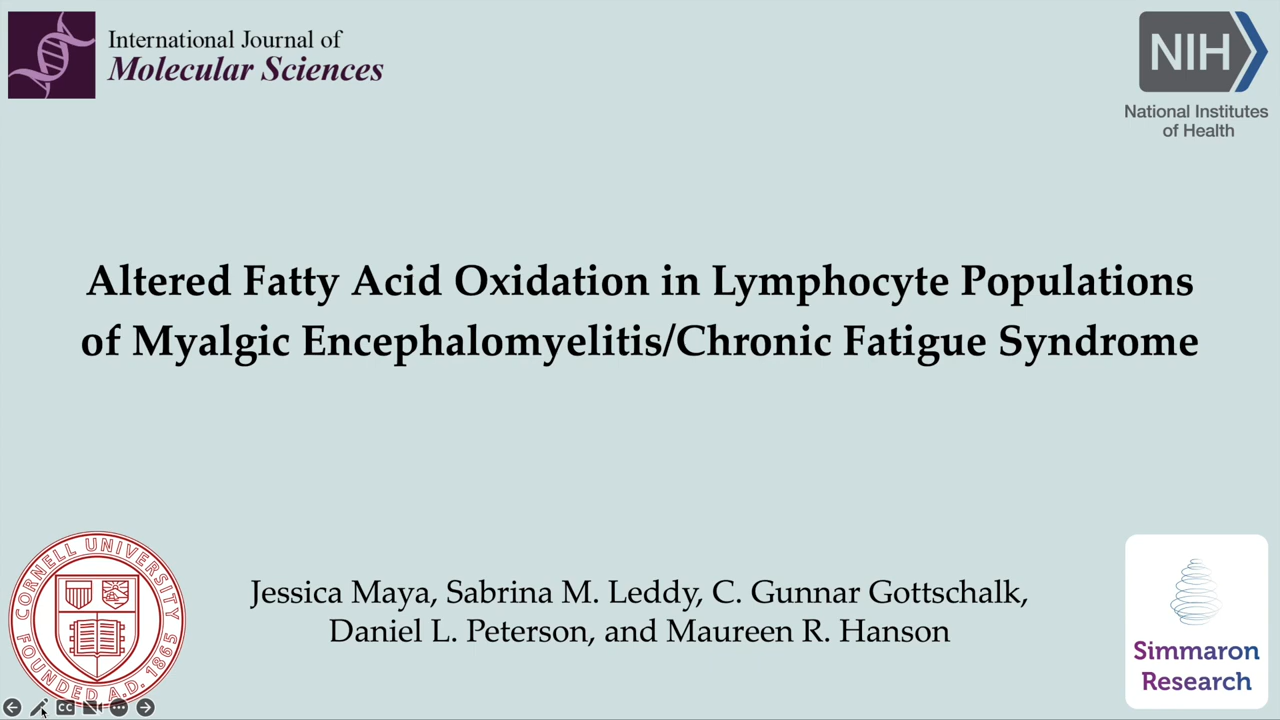 International Journal of
Molecular Sciences
NIH
National Institutes
of Health
Altered Fatty Acid Oxidation in Lymphocyte Populations
of Myalgic Encephalomyelitis/Chronic Fatigue Syndrome
CORNELL UNIVERSITY
FOUNDED A.D. 1865
Jessica Maya, Sabrina M. Leddy, C. Gunnar Gottschalk,
Daniel L. Peterson, and Maureen R. Hanson
Simmaron
Research
CC